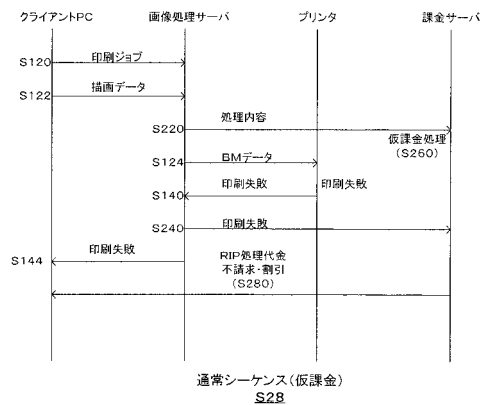 クライアントPC 画像処理サーバ プリンタ 課金サーバ
S120 印刷ジョブ
S122 描画データ
S220 処理内容
仮課金処理
(S260)
S124 BMデータ
S140 印刷失敗 印刷失敗
S240 印刷失敗
S144 印刷失敗
RIP処理代金
不請求・割引
(S280)
通常シーケンス(仮課金)
S28